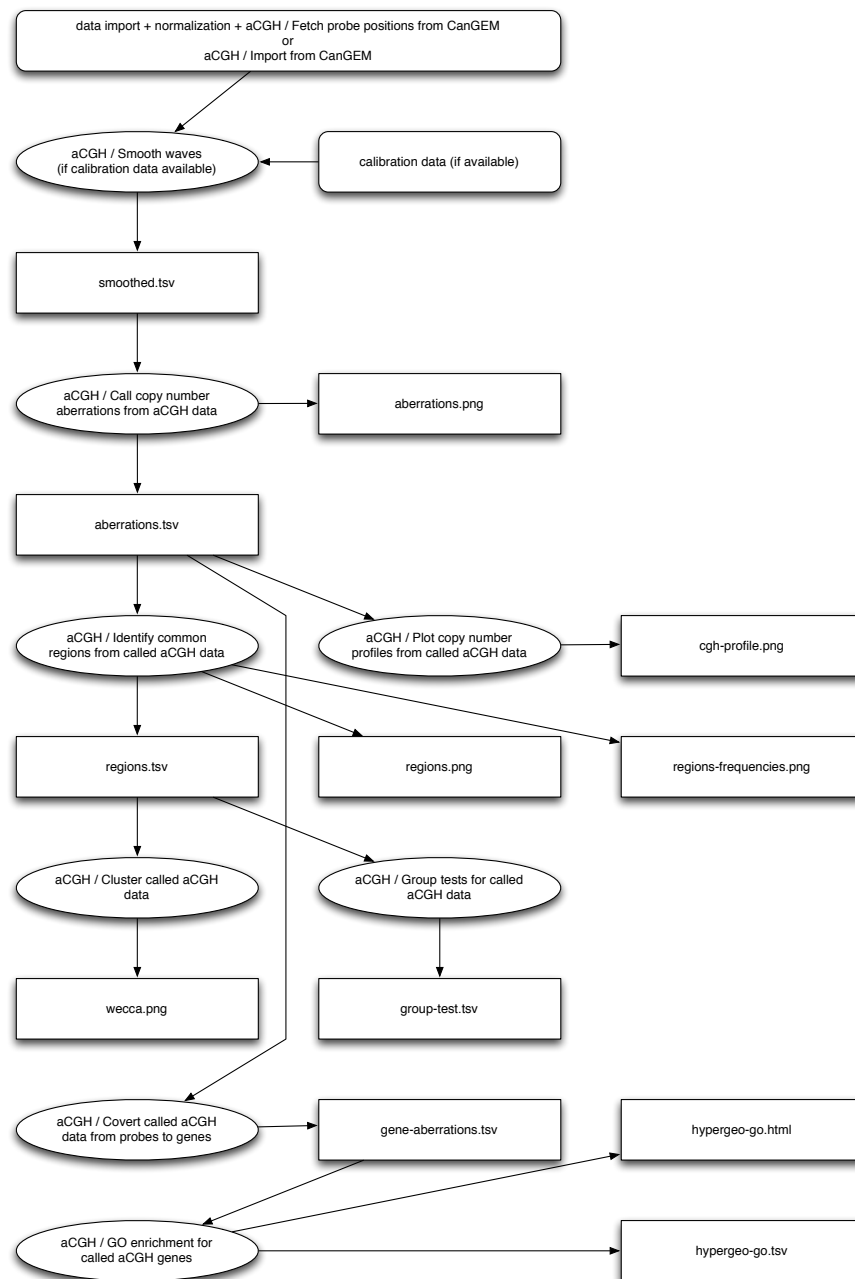 data import + normalization + aCGH / Fetch probe positions from CanGEM
or
aCGH / Import from CanGEM
aCGH / Smooth waves
(if calibration data available)
calibration data (if available)
smoothed.tsv
aCGH / Call copy number
aberrations from aCGH data
aberrations.png
aberrations.tsv
aCGH / Identify common
regions from called aCGH data
aCGH / Plot copy number
profiles from called aCGH data
cgh-profile.png
regions.tsv
regions.png
regions-frequencies.png
aCGH / Cluster called aCGH
data
aCGH / Group tests for called
aCGH data
wecca.png
group-test.tsv
aCGH / Covert called aCGH
data from probes to genes
gene-aberrations.tsv
hypergeo-go.html
aCGH / GO enrichment for
called aCGH genes
hypergeo-go.tsv